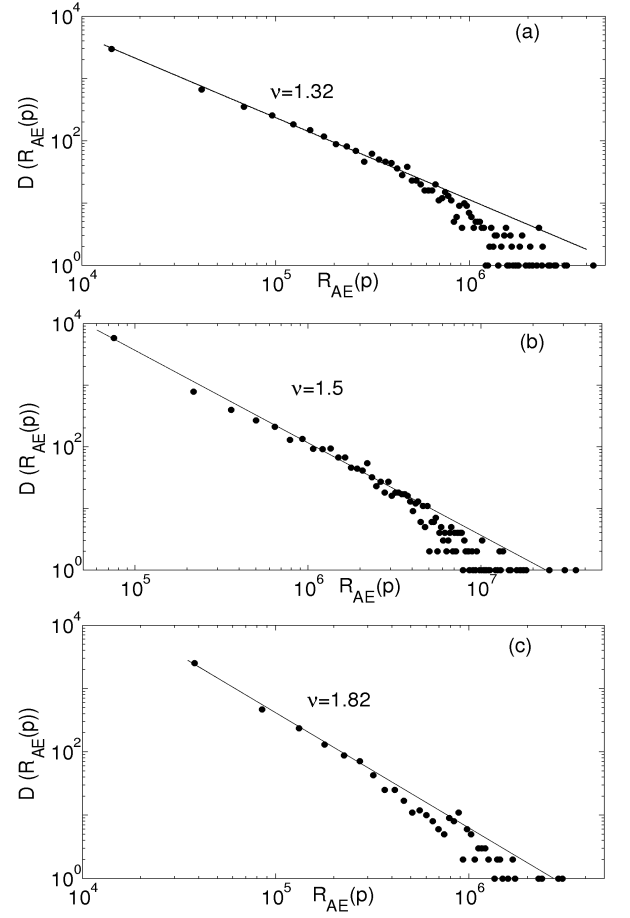 10^4
(a)
ν=1.32
D (R_AE(p))
10^2
10^0
10^4 10^5 10^6
R_AE(p)
10^4
(b)
ν=1.5
D (R_AE(p))
10^2
10^0
10^5 10^6 10^7
R_AE(p)
10^4
(c)
ν=1.82
D (R_AE(p))
10^2
10^0
10^4 10^5 10^6
R_AE(p)